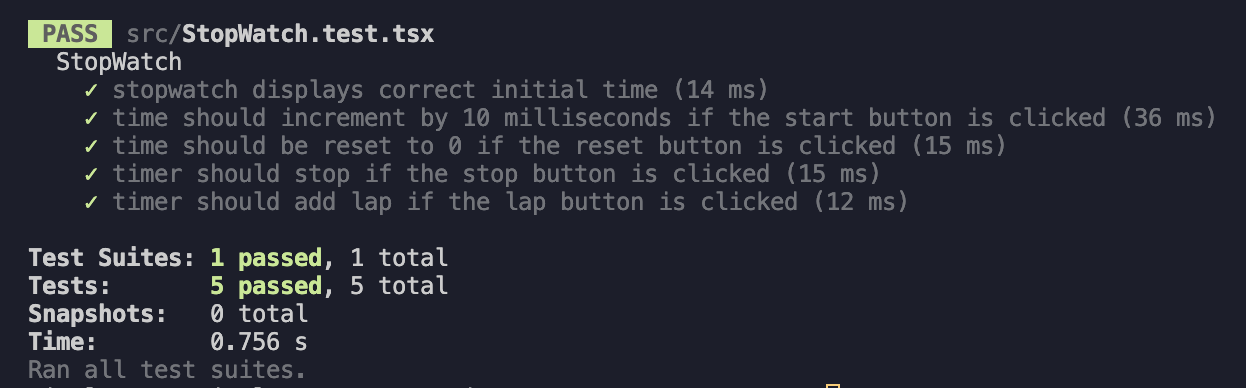 PASS src/StopWatch.test.tsx
StopWatch
✓ stopwatch displays correct initial time (14 ms)
✓ time should increment by 10 milliseconds if the start button is clicked (36 ms)
✓ time should be reset to 0 if the reset button is clicked (15 ms)
✓ timer should stop if the stop button is clicked (15 ms)
✓ timer should add lap if the lap button is clicked (12 ms)
Test Suites: 1 passed, 1 total
Tests: 5 passed, 5 total
Snapshots: 0 total
Time: 0.756 s
Ran all test suites.